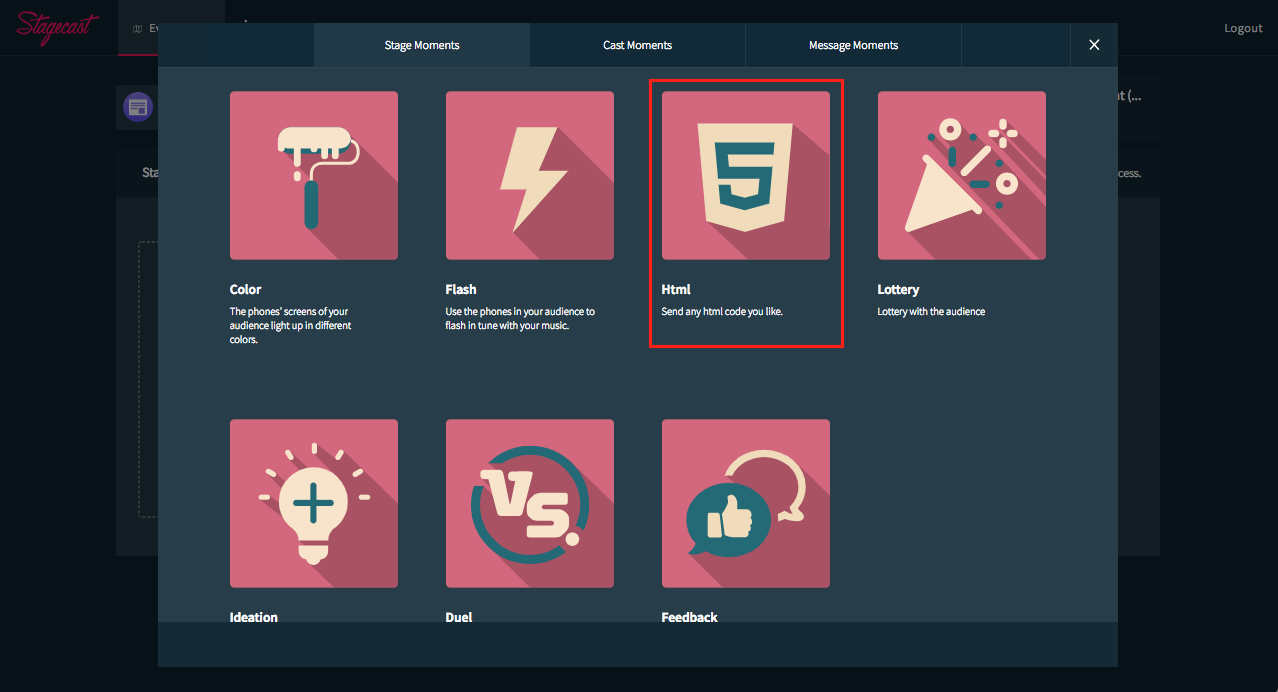 Stagecast
Ev
Logout
Stage Moments
Cast Moments
Message Moments
t (...
Sta
cess.
Color
The phones' screens of your
audience light up in different
colors.
Flash
Use the phones in your audience to
flash in tune with your music.
Html
Send any html code you like.
Lottery
Lottery with the audience
VS.
Ideation
Duel
Feedback